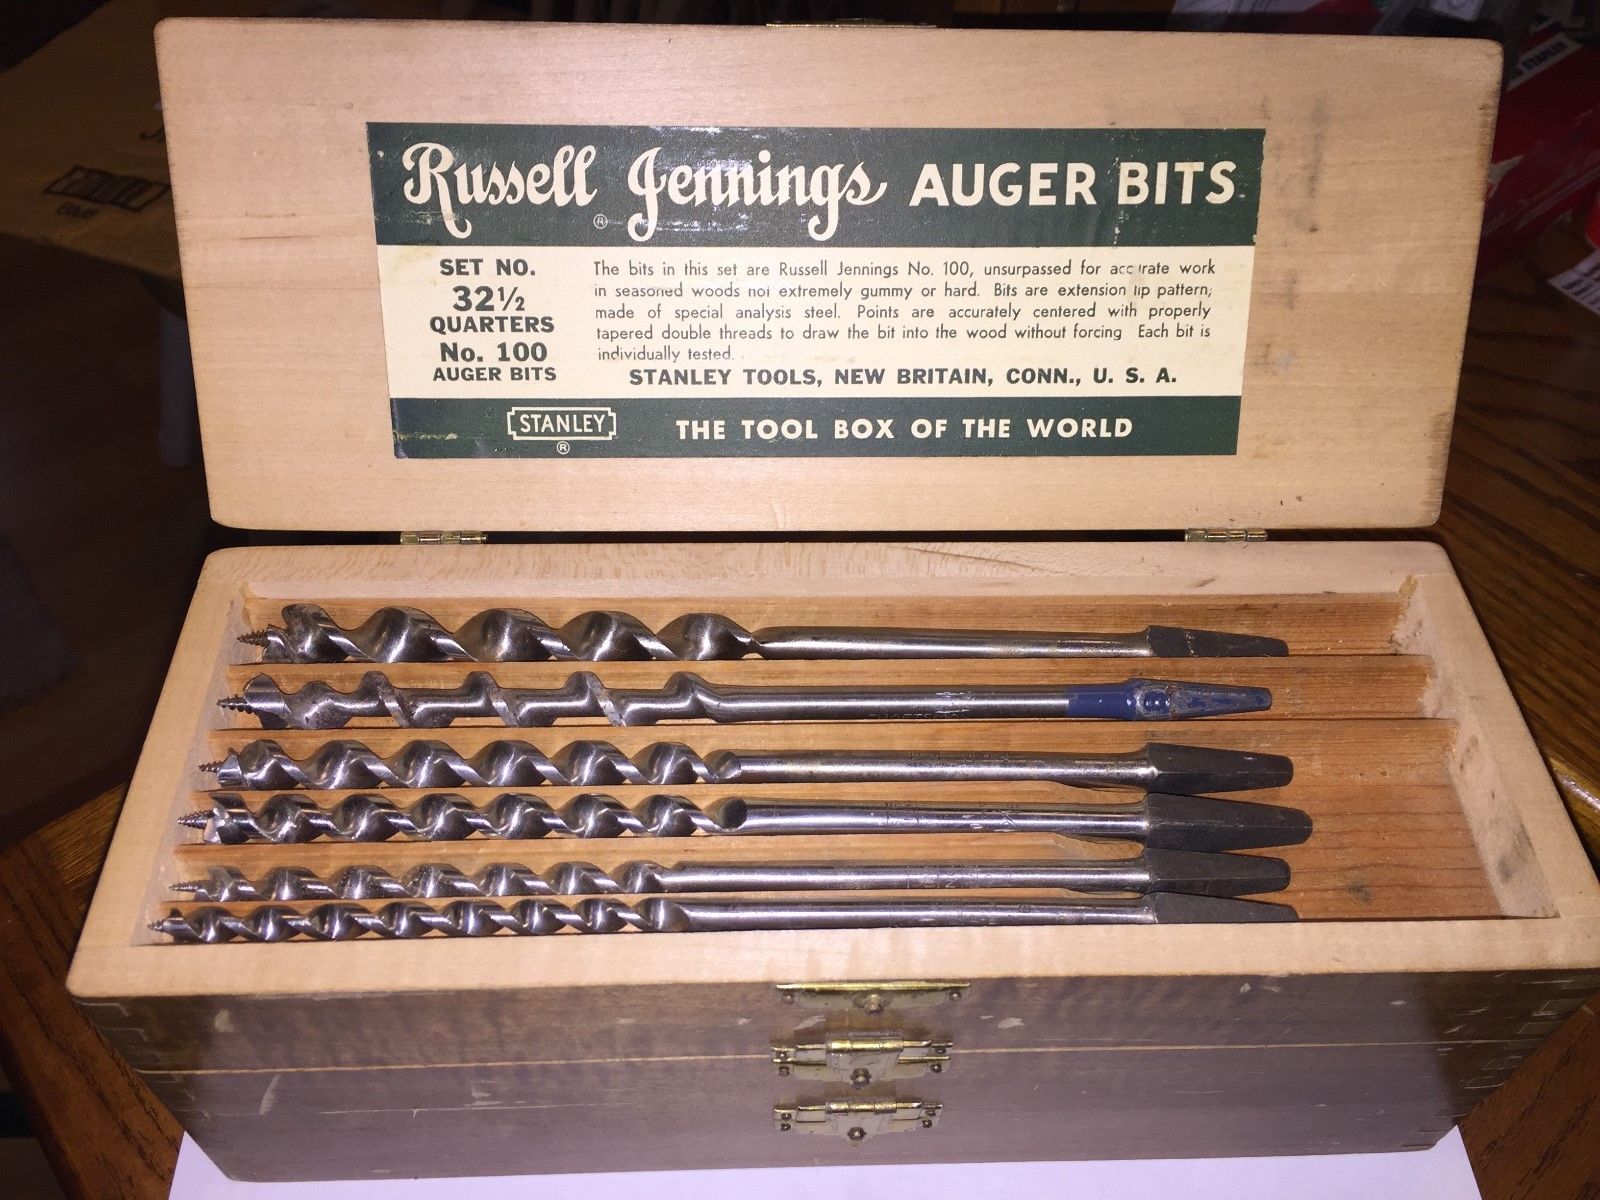 Russell Jennings AUGER BITS
®
SET NO.
32½
QUARTERS
No. 100
AUGER BITS
The bits in this set are Russell Jennings No. 100, unsurpassed for accurate work
in seasoned woods not extremely gummy or hard. Bits are extension lip pattern;
made of special analysis steel. Points are accurately centered with properly
tapered double threads to draw the bit into the wood without forcing Each bit is
individually tested.
STANLEY TOOLS, NEW BRITAIN, CONN., U. S. A.
STANLEY
®
THE TOOL BOX OF THE WORLD